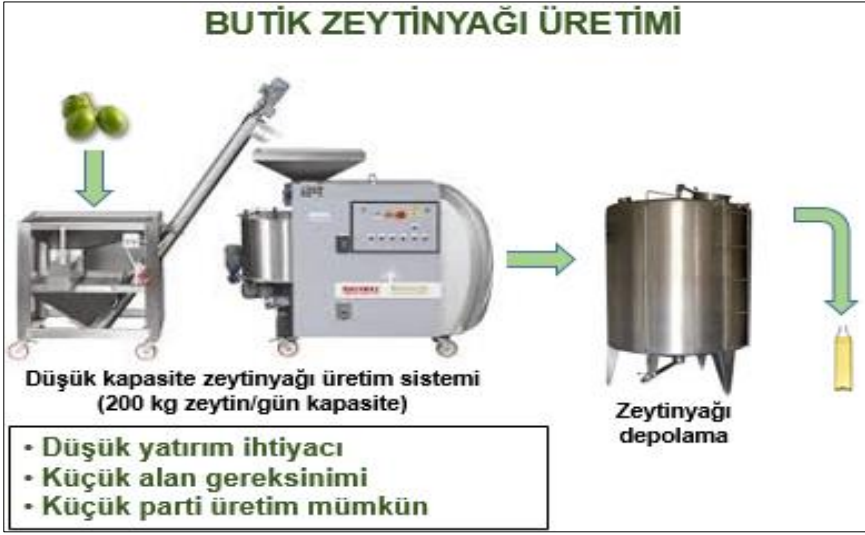 BUTİK ZEYTİNYAĞI ÜRETİMİ
Düşük kapasite zeytinyağı üretim sistemi
(200 kg zeytin/gün kapasite)
Zeytinyağı
depolama
• Düşük yatırım ihtiyacı
• Küçük alan gereksinimi
• Küçük parti üretim mümkün